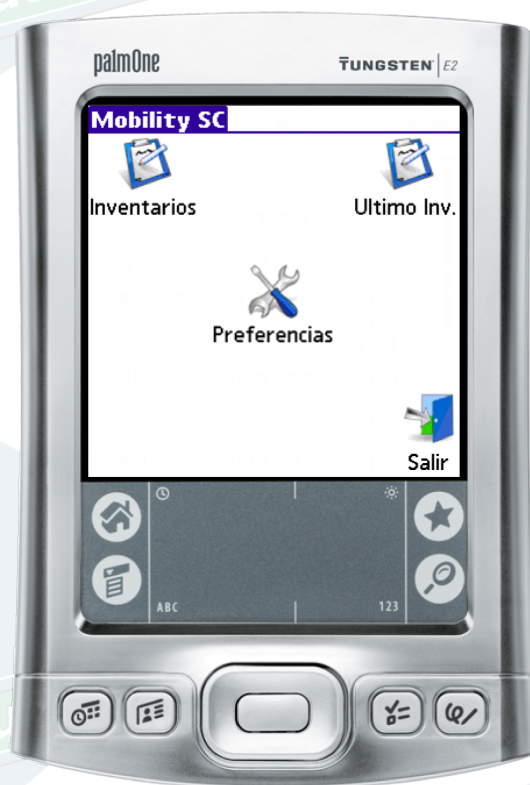 palmOne
TUNGSTEN E2
Mobility SC
Inventarios
Ultimo Inv.
Preferencias
Salir
ABC
123